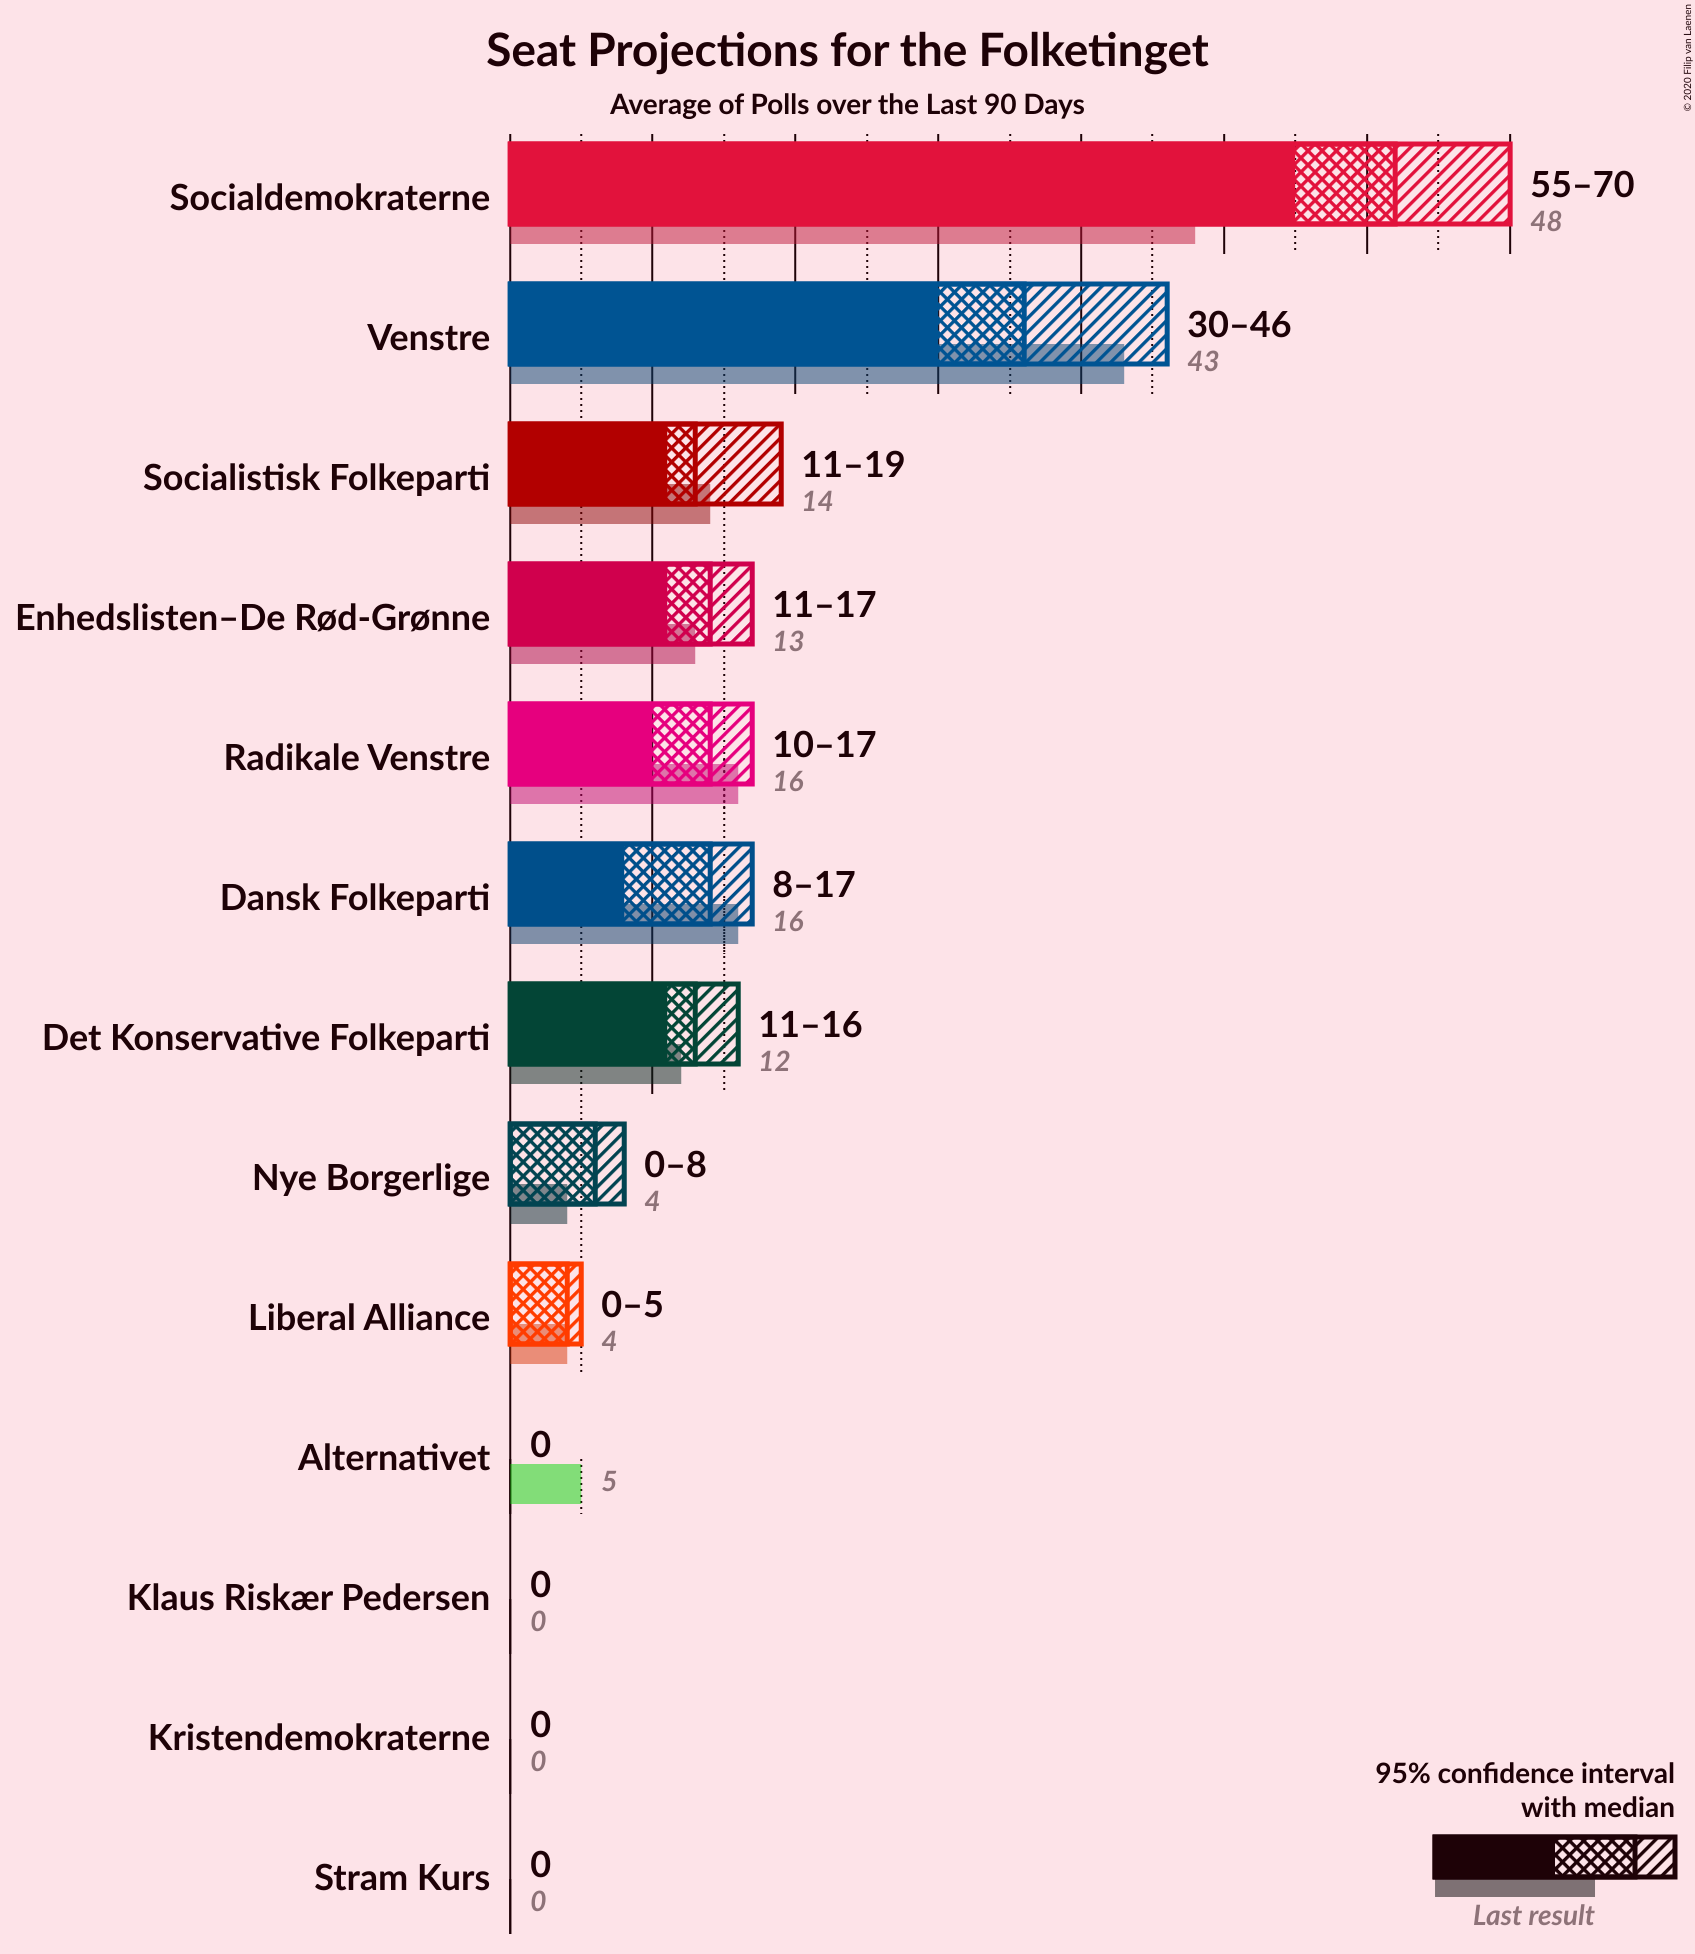 Seat Projections for the Folketinget
Average of Polls over the Last 90 Days
© 2020 Filip van Laenen
Socialdemokraterne
55–70
48
Venstre
30–46
43
Socialistisk Folkeparti
11–19
14
Enhedslisten–De Rød-Grønne
11–17
13
Radikale Venstre
10–17
16
Dansk Folkeparti
8–17
16
Det Konservative Folkeparti
11–16
12
Nye Borgerlige
0–8
4
Liberal Alliance
0–5
4
Alternativet
0
5
Klaus Riskær Pedersen
0
0
Kristendemokraterne
0
0
Stram Kurs
0
0
95% confidence interval
with median
Last result